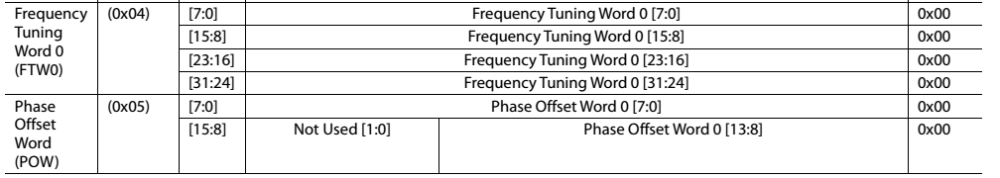 Frequency Tuning Word 0 (FTW0) (0x04) [7:0] Frequency Tuning Word 0 [7:0] 0x00
[15:8] Frequency Tuning Word 0 [15:8] 0x00
[23:16] Frequency Tuning Word 0 [23:16] 0x00
[31:24] Frequency Tuning Word 0 [31:24] 0x00
Phase Offset Word (POW) (0x05) [7:0] Phase Offset Word 0 [7:0] 0x00
[15:8] Not Used [1:0] Phase Offset Word 0 [13:8] 0x00